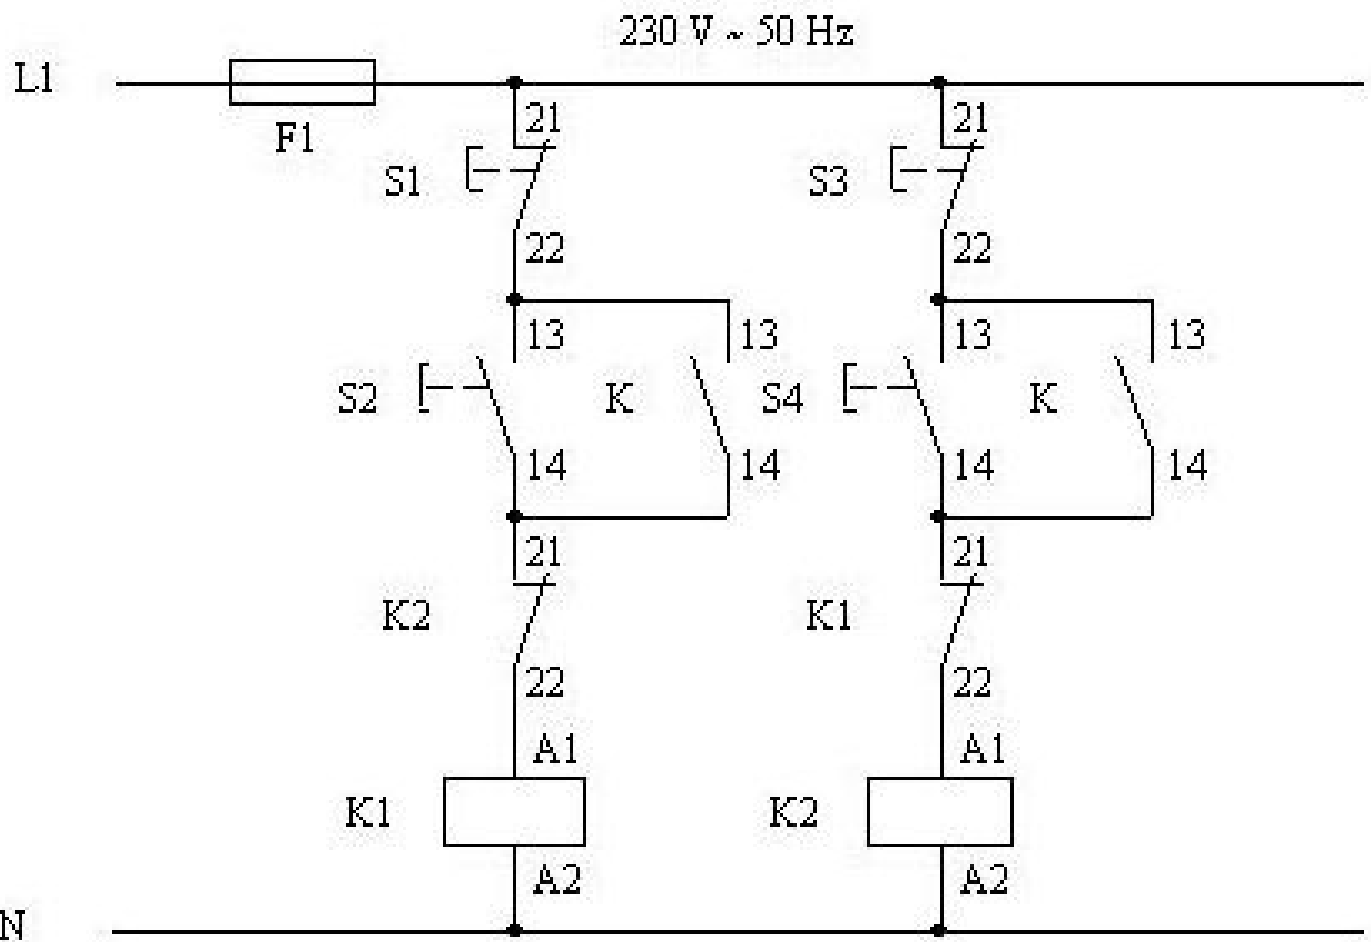 230 V ~ 50 Hz
L1
F1
21 21
S1 S3
22 22
13 13 13 13
S2 K S4 K
14 14 14 14
21 21
K2 K1
22 22
A1 A1
K1 K2
A2 A2
N